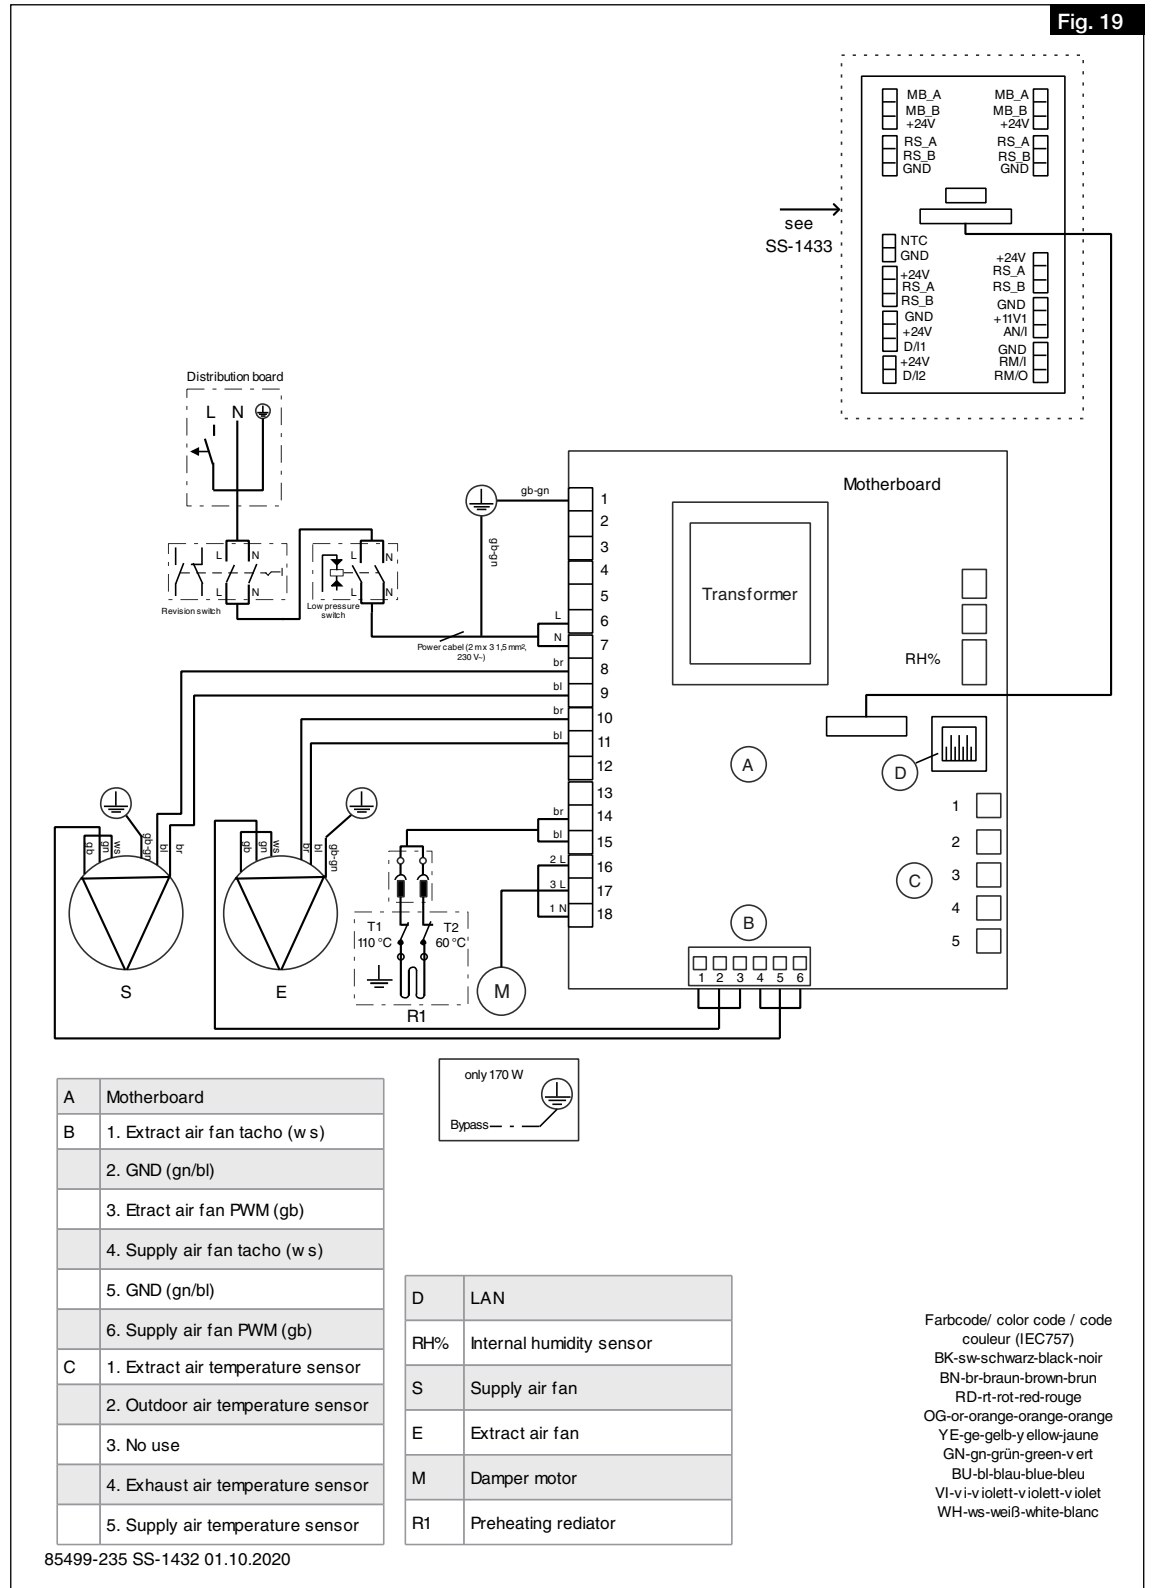 Fig. 19
MB_A MB_A
MB_B MB_B
+24V +24V
RS_A RS_A
RS_B RS_B
GND GND
see
SS-1433
NTC
GND
+24V
RS_A
RS_B
GND
+24V
D/I1
+24V
D/I2
+24V
RS_A
RS_B
GND
+11V1
AN/I
GND
RM/I
RM/O
Distribution board
L N
L N
L N
Revision switch
L N
L N
Low pressure
switch
Power cabel (2 m x 3 1,5 mm²,
230 V~)
gb-gn
gb-gn
L
N
br
bl
br
bl
br
bl
2 L
3 L
1 N
1
2
3
4
5
6
7
8
9
10
11
12
13
14
15
16
17
18
Motherboard
Transformer
RH%
A
D
C
1
2
3
4
5
B
1 2 3 4 5 6
gb gn ws gb-gn bl br
S
gb gn ws br bl gb-gn
E
T1
110 °C
T2
60 °C
R1
M
only 170 W
Bypass
A Motherboard
B 1. Extract air fan tacho (w s)
2. GND (gn/bl)
3. Etract air fan PWM (gb)
4. Supply air fan tacho (w s)
5. GND (gn/bl)
6. Supply air fan PWM (gb)
C 1. Extract air temperature sensor
2. Outdoor air temperature sensor
3. No use
4. Exhaust air temperature sensor
5. Supply air temperature sensor
D LAN
RH% Internal humidity sensor
S Supply air fan
E Extract air fan
M Damper motor
R1 Preheating rediator
Farbcode/ color code / code
couleur (IEC757)
BK-sw-schwarz-black-noir
BN-br-braun-brown-brun
RD-rt-rot-red-rouge
OG-or-orange-orange-orange
YE-ge-gelb-y ellow-jaune
GN-gn-grün-green-v ert
BU-bl-blau-blue-bleu
VI-v i-v iolett-v iolett-v iolet
WH-ws-weiß-white-blanc
85499-235 SS-1432 01.10.2020